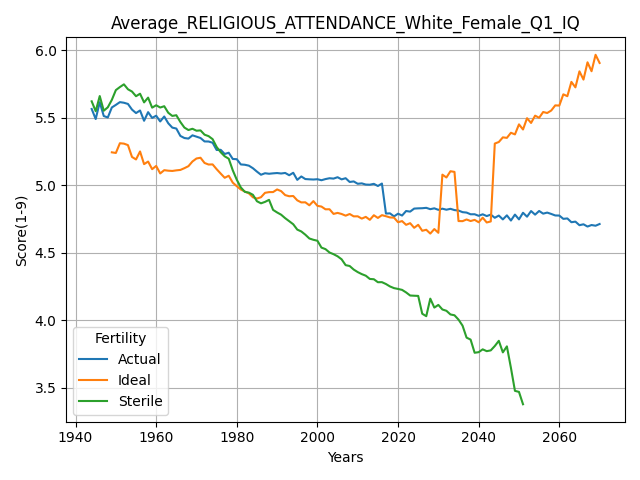 Average_RELIGIOUS_ATTENDANCE_White_Female_Q1_IQ
Score(1-9)
6.0
5.5
5.0
4.5
4.0
3.5
Fertility
Actual
Ideal
Sterile
1940 1960 1980 2000 2020 2040 2060
Years